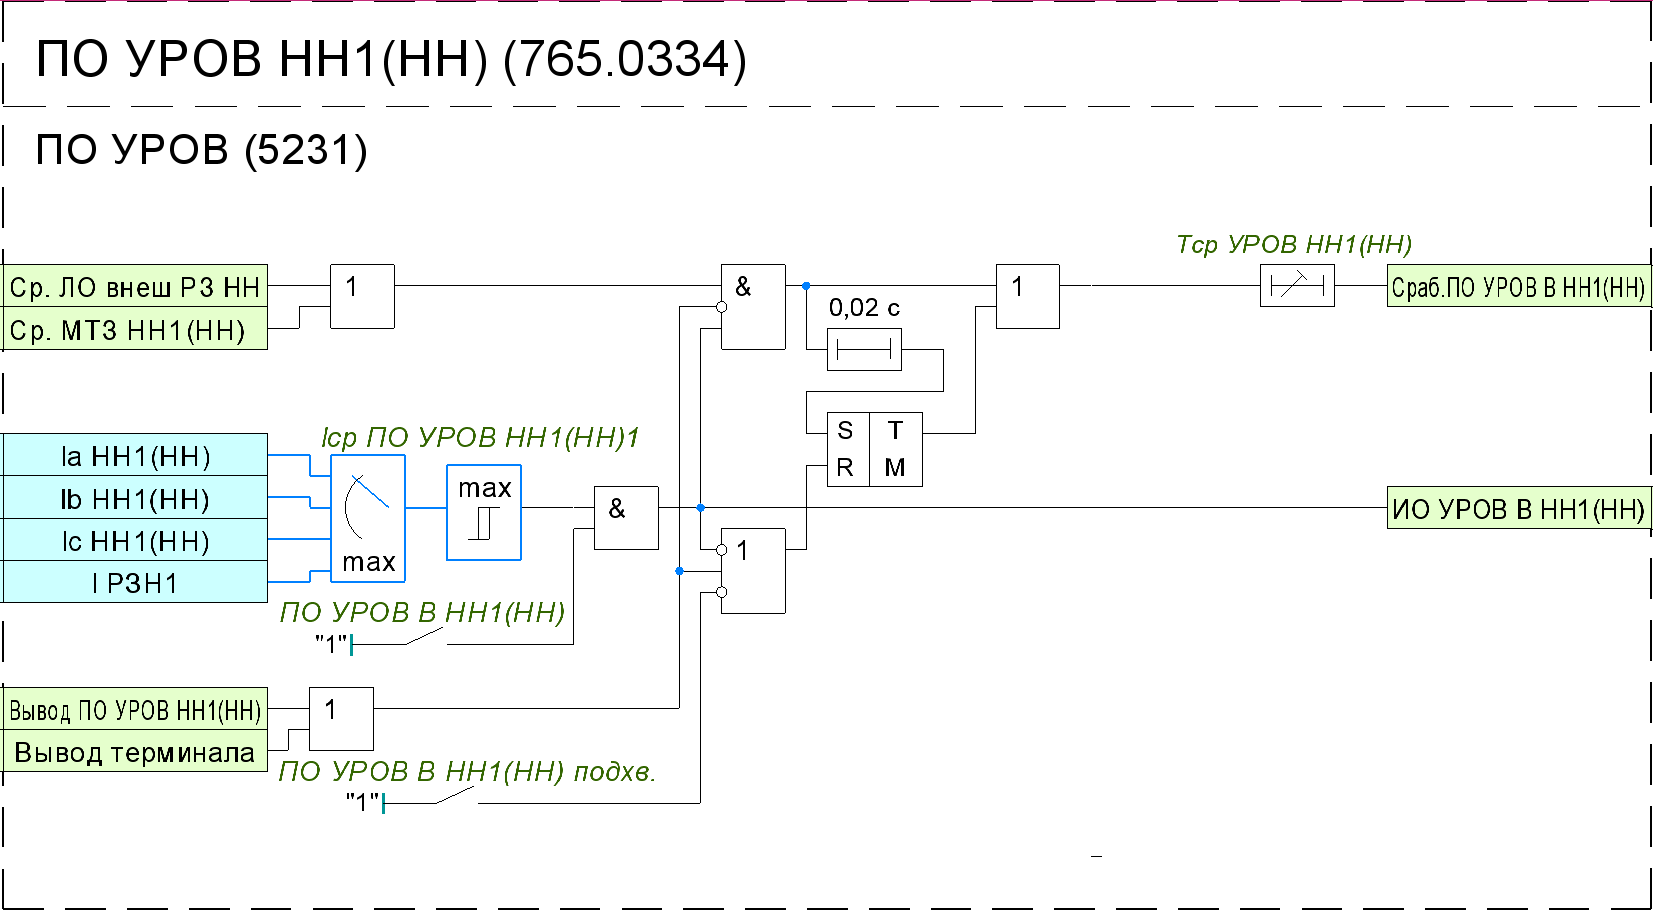 ПО УРОВ НН1(НН) (765.0334)
ПО УРОВ (5231)
Тср УРОВ НН1(НН)
Ср. ЛО внеш РЗ НН
1
&
1
Сраб.ПО УРОВ В НН1(НН)
0,02 с
Ср. МТЗ НН1(НН)
Iср ПО УРОВ НН1(НН)1
S T
R M
Ia НН1(НН)
max
Ib НН1(НН)
&
ИО УРОВ В НН1(НН)
Ic НН1(НН)
max
1
I РЗН1
ПО УРОВ В НН1(НН)
"1"
Вывод ПО УРОВ НН1(НН)
1
Вывод терминала
ПО УРОВ В НН1(НН) подхв.
"1"